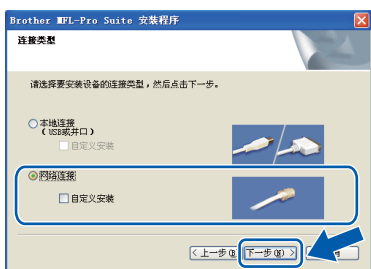 Brother MFL-Pro Suite 安装程序
连接类型
请选择要安装设备的连接类型，然后点击下一步。
本地连接
（USB或并口）
自定义安装
网络连接
自定义安装
< 上一步(B) 下一步(N) >